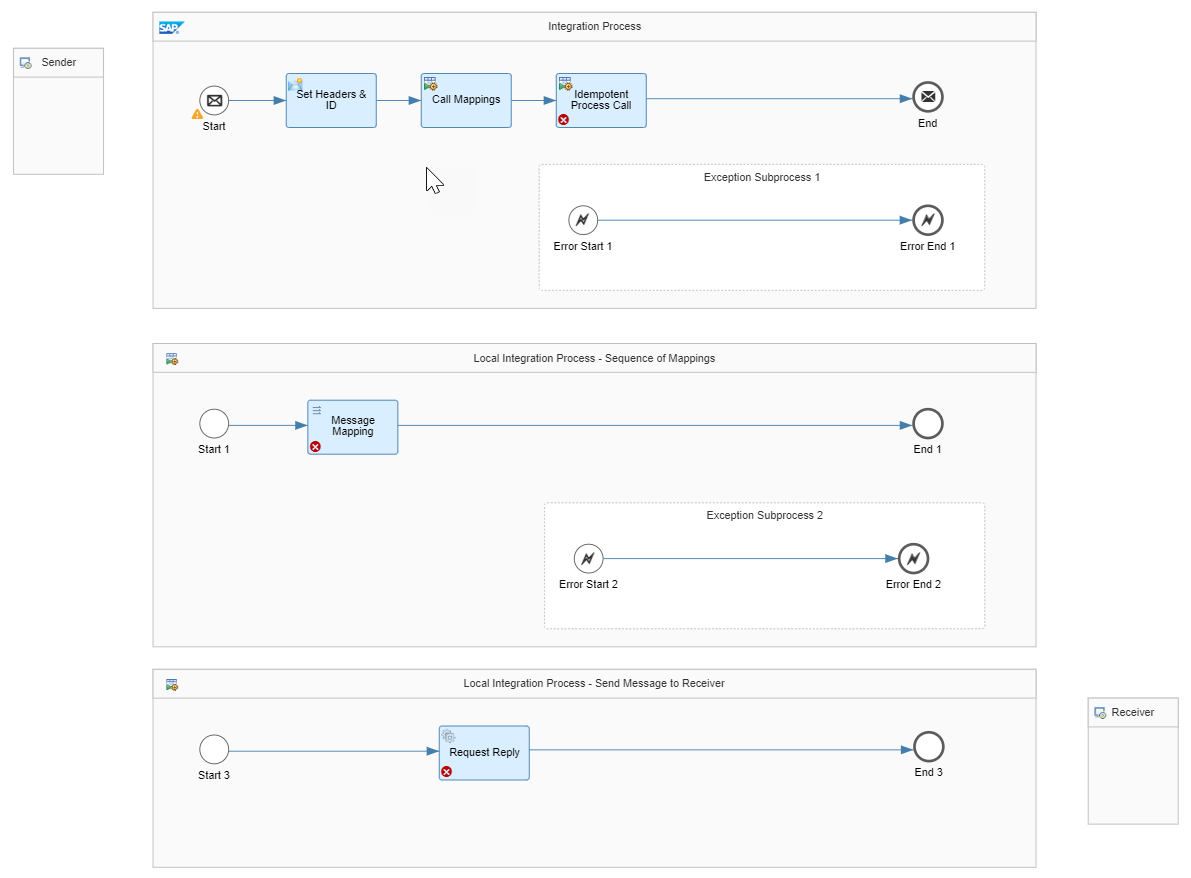 SAP
Integration Process
Sender
Start
Set Headers &
ID
Call Mappings
Idempotent
Process Call
End
Exception Subprocess 1
Error Start 1
Error End 1
Local Integration Process - Sequence of Mappings
Start 1
Message
Mapping
End 1
Exception Subprocess 2
Error Start 2
Error End 2
Local Integration Process - Send Message to Receiver
Receiver
Start 3
Request Reply
End 3